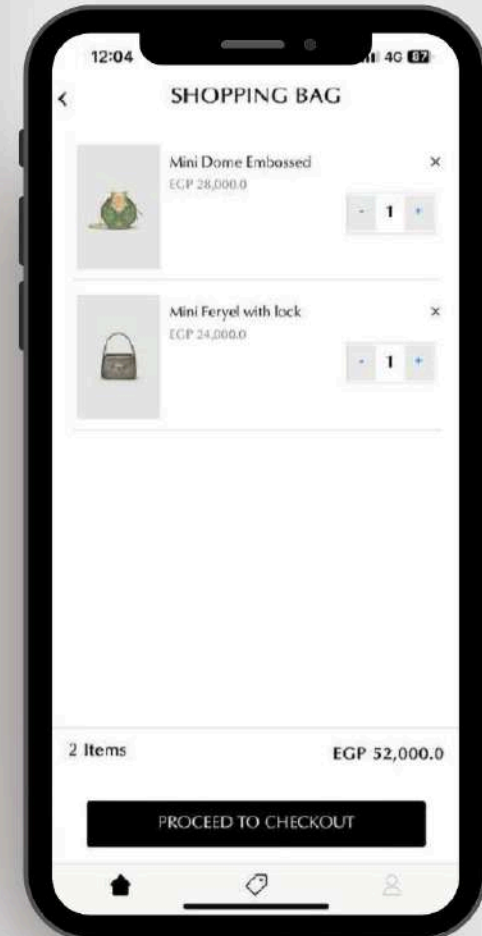 12:04
4G 87
SHOPPING BAG
Mini Dome Embossed
EGP 28,000.0
- 1 +
Mini Feryel with lock
EGP 24,000.0
- 1 +
2 Items
EGP 52,000.0
PROCEED TO CHECKOUT